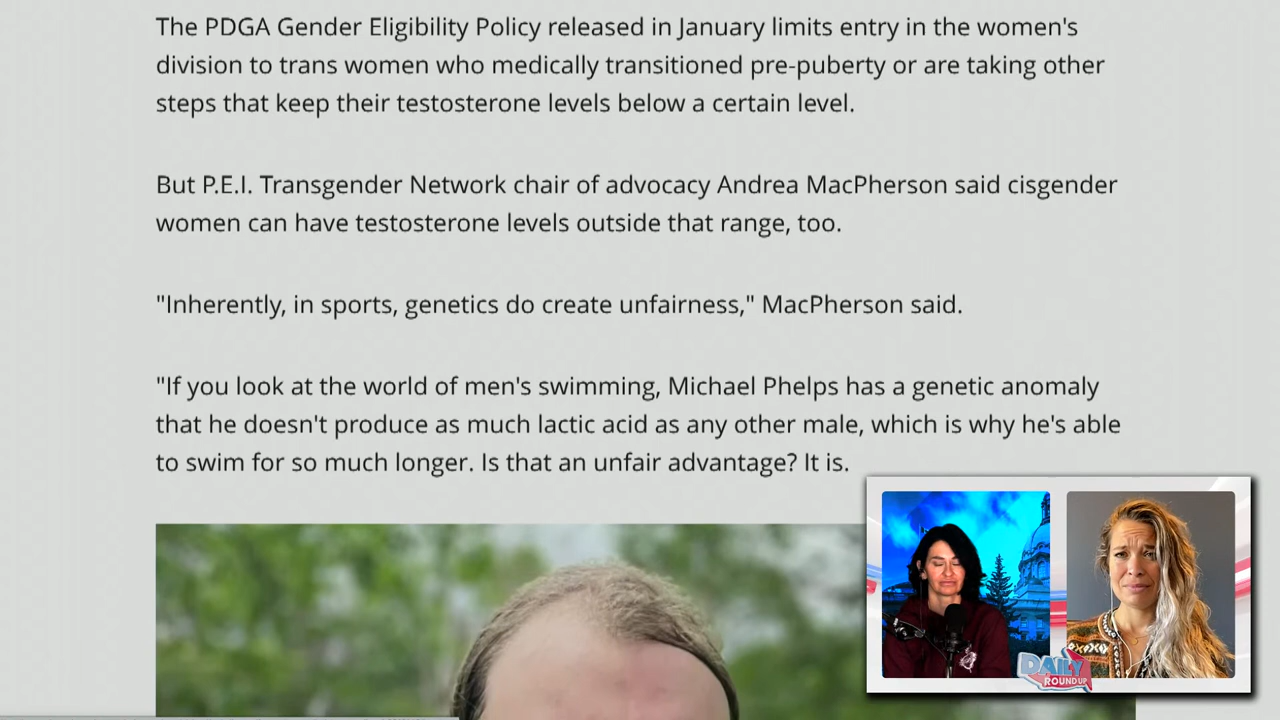 The PDGA Gender Eligibility Policy released in January limits entry in the women's
division to trans women who medically transitioned pre-puberty or are taking other
steps that keep their testosterone levels below a certain level.
But P.E.I. Transgender Network chair of advocacy Andrea MacPherson said cisgender
women can have testosterone levels outside that range, too.
"Inherently, in sports, genetics do create unfairness," MacPherson said.
"If you look at the world of men's swimming, Michael Phelps has a genetic anomaly
that he doesn't produce as much lactic acid as any other male, which is why he's able
to swim for so much longer. Is that an unfair advantage? It is.
DAILY
ROUNDUP